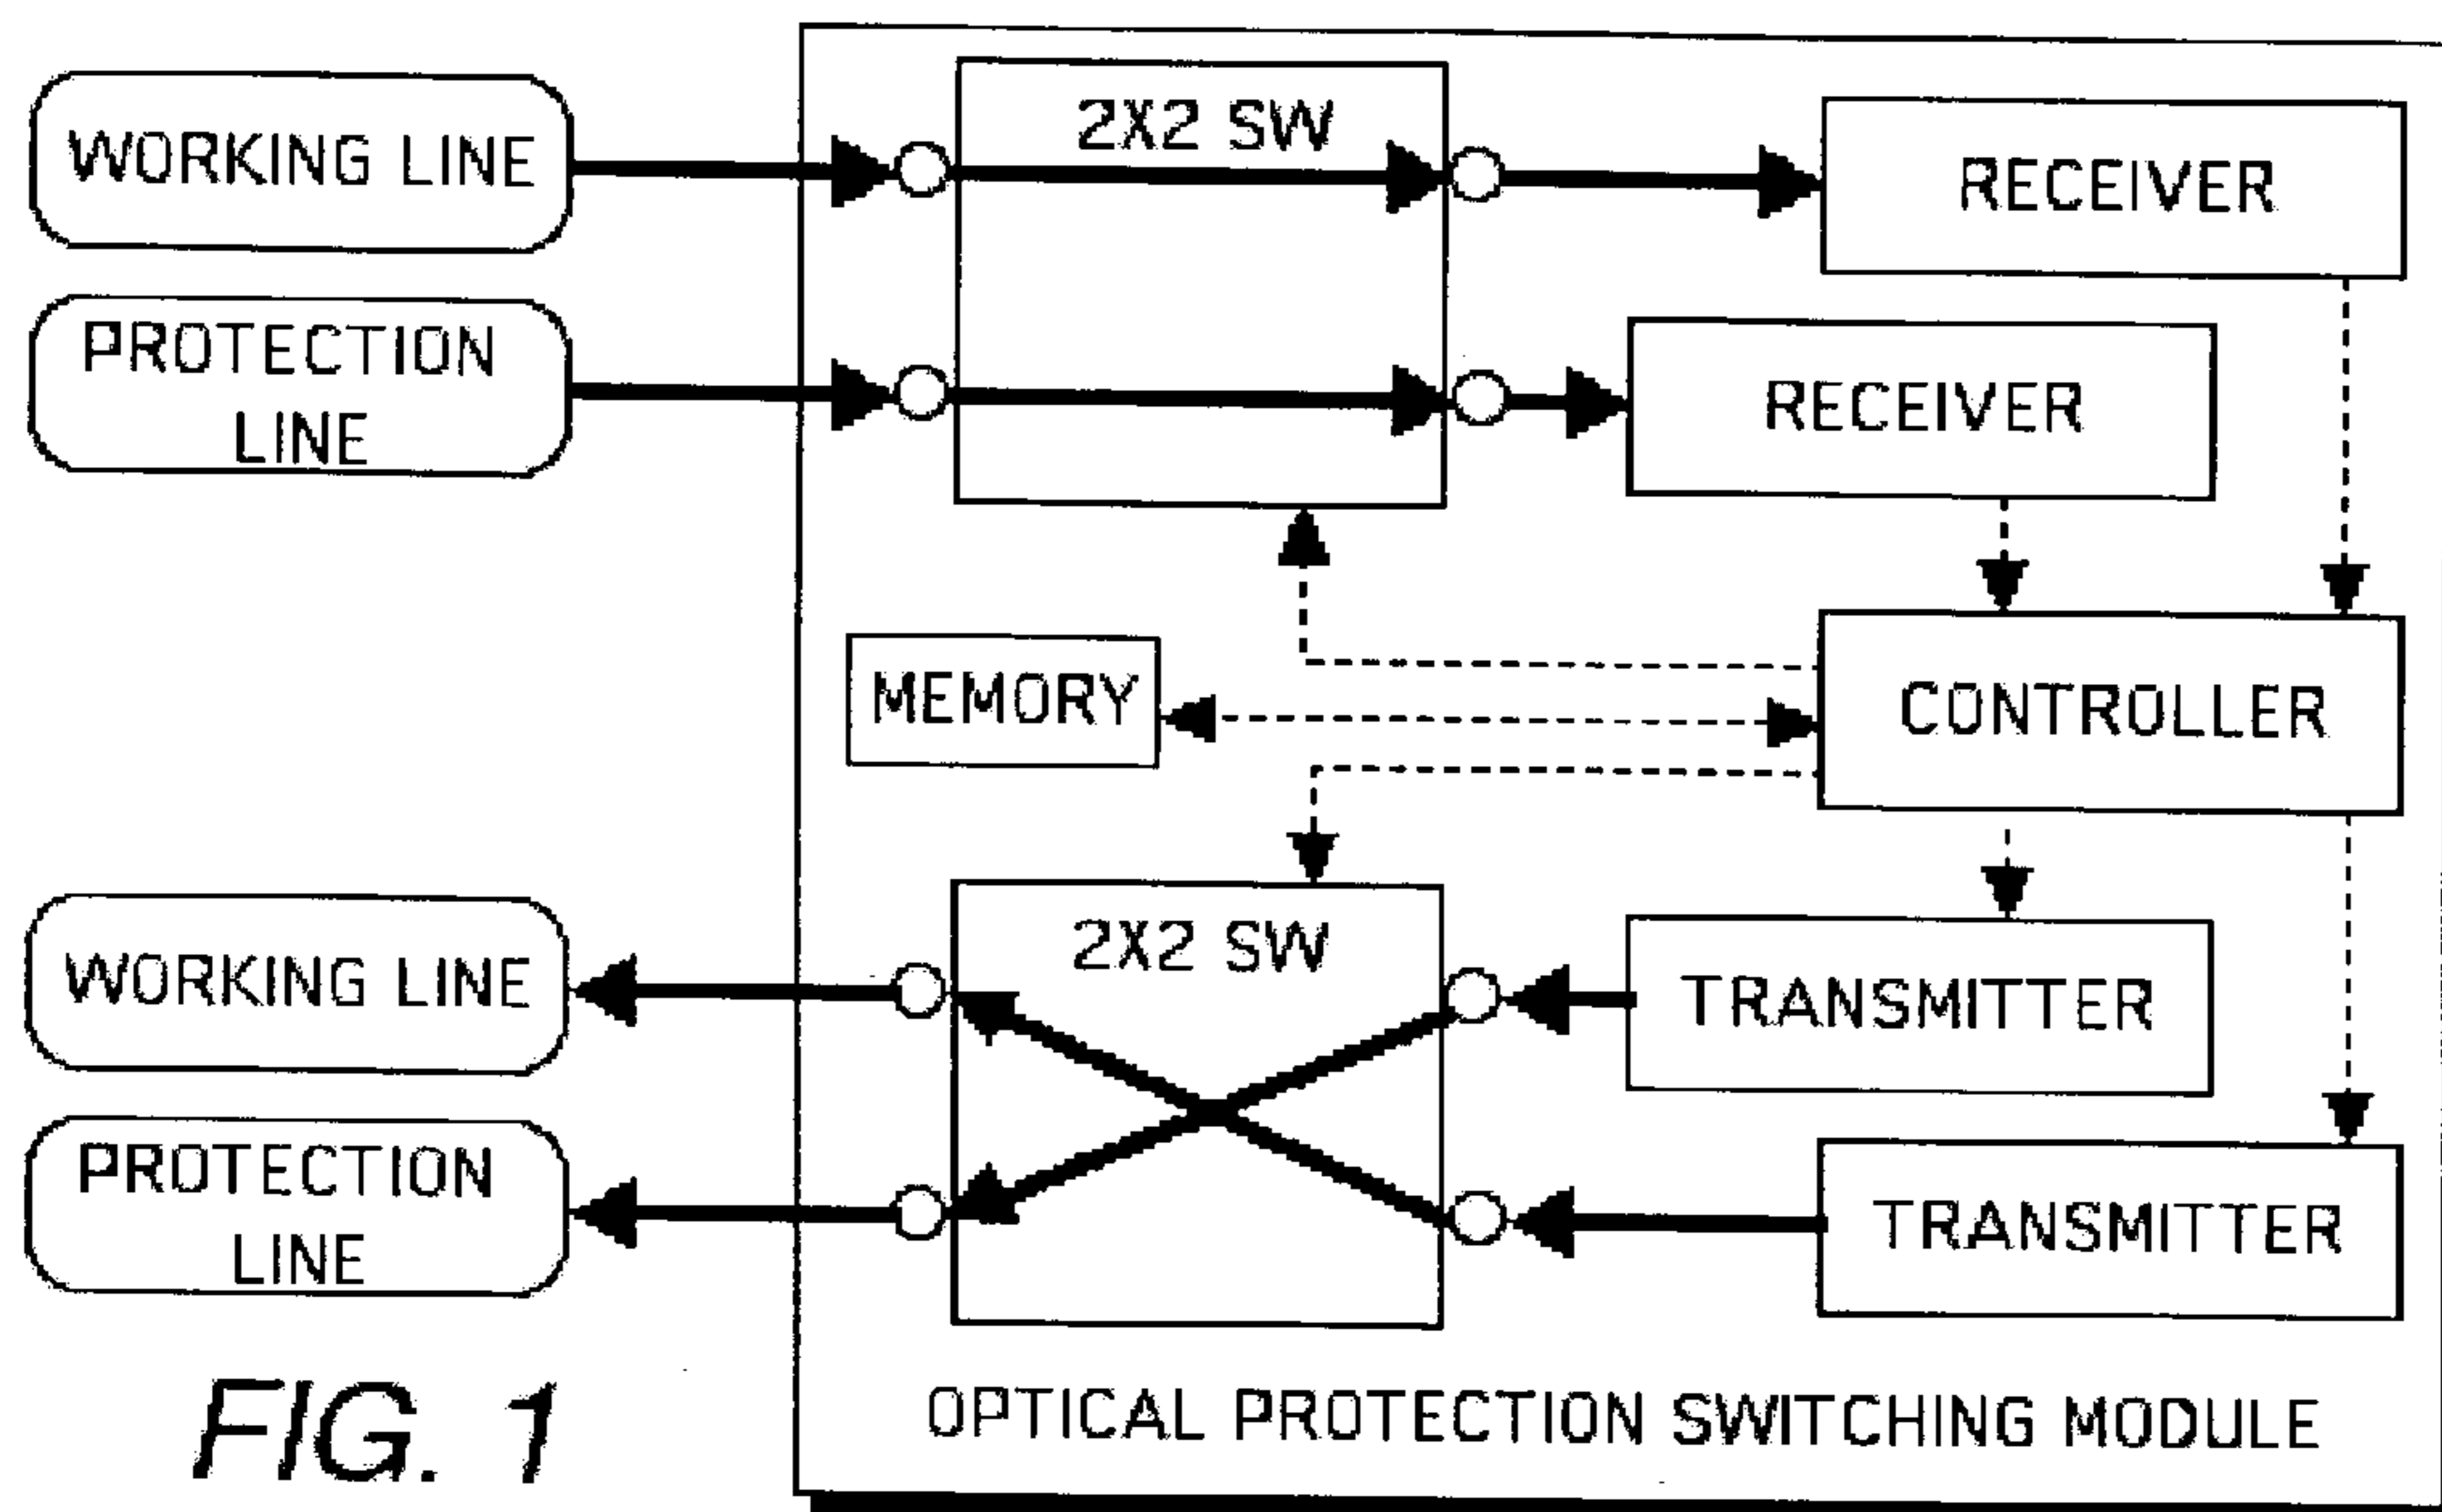 WORKING LINE
2X2 SW
RECEIVER
PROTECTION
LINE
RECEIVER
MEMORY
CONTROLLER
WORKING LINE
2X2 SW
TRANSMITTER
PROTECTION
LINE
TRANSMITTER
OPTICAL PROTECTION SWITCHING MODULE
FIG. 1